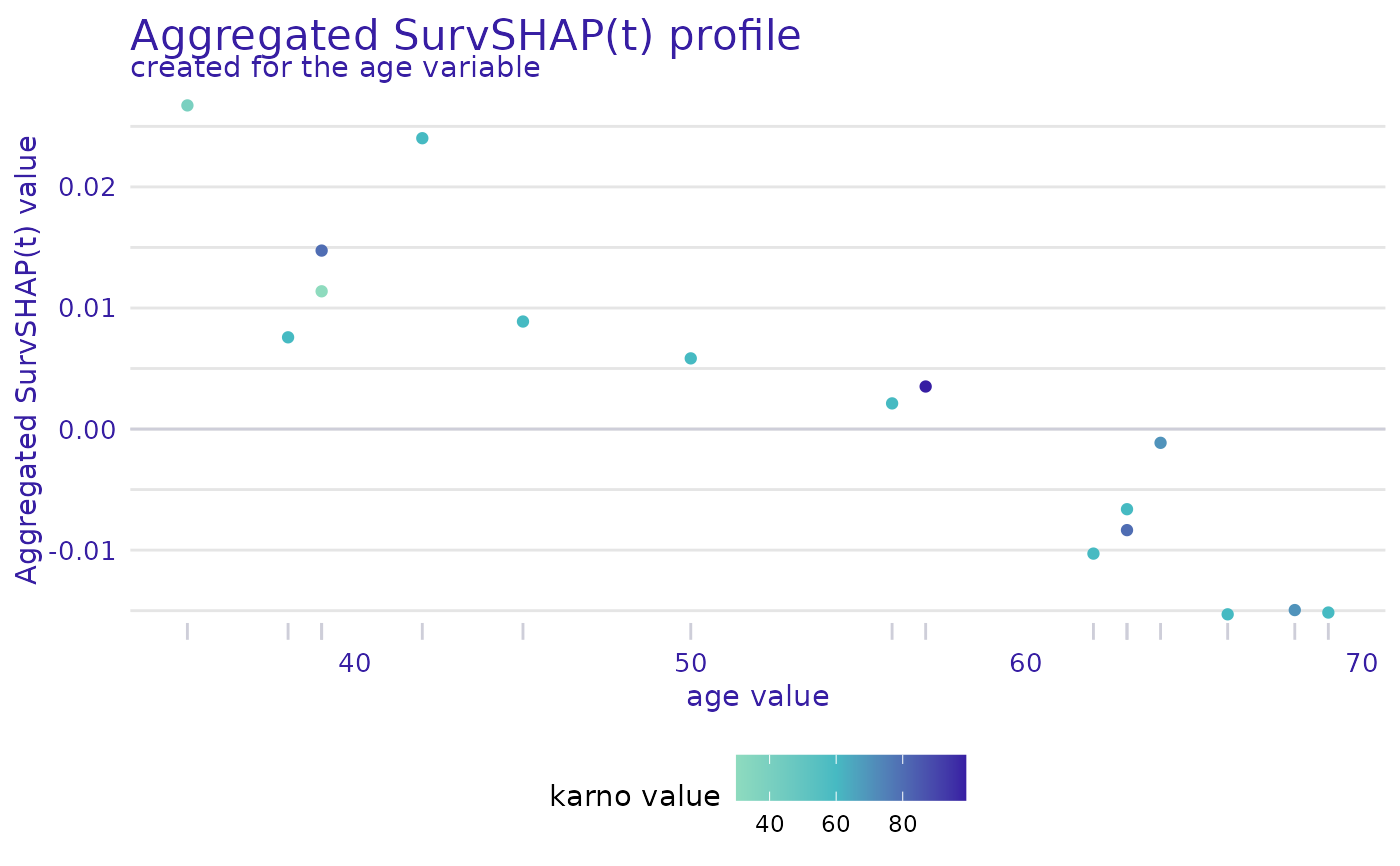 Aggregated SurvSHAP(t) profile
created for the age variable
Aggregated SurvSHAP(t) value
0.02
0.01
0.00
-0.01
40 50 60 70
age value
karno value
40 60 80